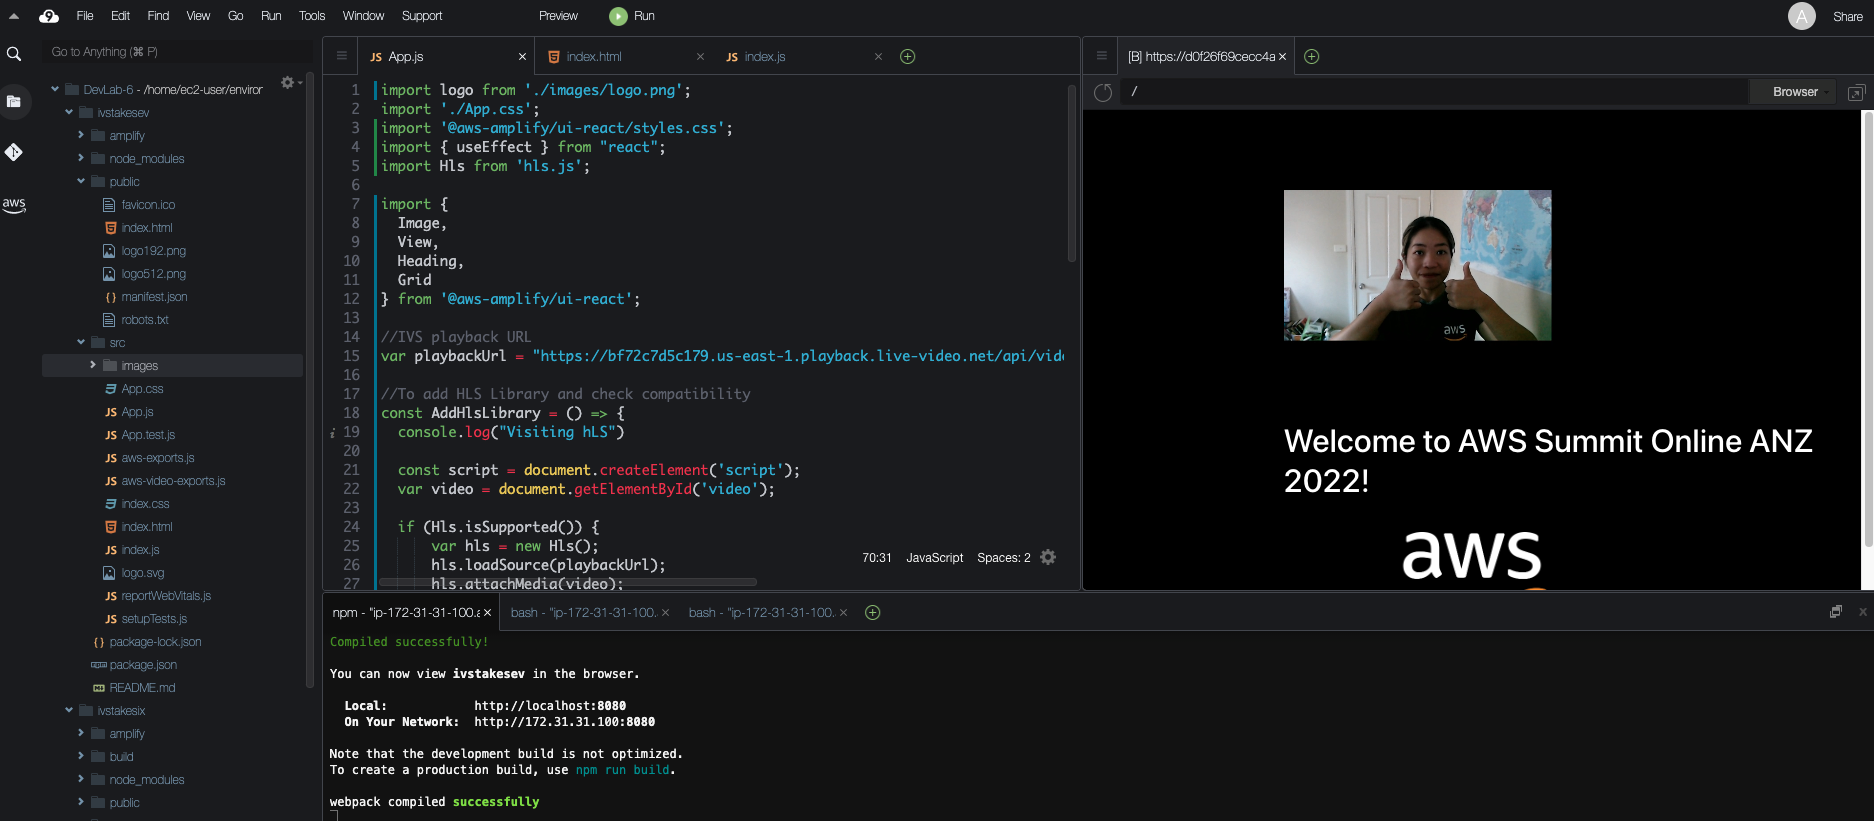 File Edit Find View Go Run Tools Window Support Preview Run A Share
Go to Anything (⌘ P)
DevLab-6 - /home/ec2-user/enviror
ivstakesev
amplify
node_modules
public
favicon.ico
index.html
logo192.png
logo512.png
manifest.json
robots.txt
src
images
App.css
App.js
App.test.js
aws-exports.js
aws-video-exports.js
index.css
index.html
index.js
logo.svg
reportWebVitals.js
setupTests.js
package-lock.json
package.json
README.md
ivstakesix
amplify
build
node_modules
public
aws
JS App.js
index.html
JS index.js
1 import logo from './images/logo.png';
2 import './App.css';
3 import '@aws-amplify/ui-react/styles.css';
4 import { useEffect } from "react";
5 import Hls from 'hls.js';
6
7 import {
8 Image,
9 View,
10 Heading,
11 Grid
12 } from '@aws-amplify/ui-react';
13
14 //IVS playback URL
15 var playbackUrl = "https://bf72c7d5c179.us-east-1.playback.live-video.net/api/vide
16
17 //To add HLS Library and check compatibility
18 const AddHlsLibrary = () => {
19 console.log("Visiting hLS")
20
21 const script = document.createElement('script');
22 var video = document.getElementById('video');
23
24 if (Hls.isSupported()) {
25 var hls = new Hls();
26 hls.loadSource(playbackUrl);
27 hls.attachMedia(video);
70:31 JavaScript Spaces: 2
[B] https://d0f26f69cecc4a
/
Browser
aws
Welcome to AWS Summit Online ANZ
2022!
aws
npm - "ip-172-31-31-100.a
bash - "ip-172-31-31-100.
bash - "ip-172-31-31-100.
Compiled successfully!
You can now view ivstakesev in the browser.
Local: http://localhost:8080
On Your Network: http://172.31.31.100:8080
Note that the development build is not optimized.
To create a production build, use npm run build.
webpack compiled successfully